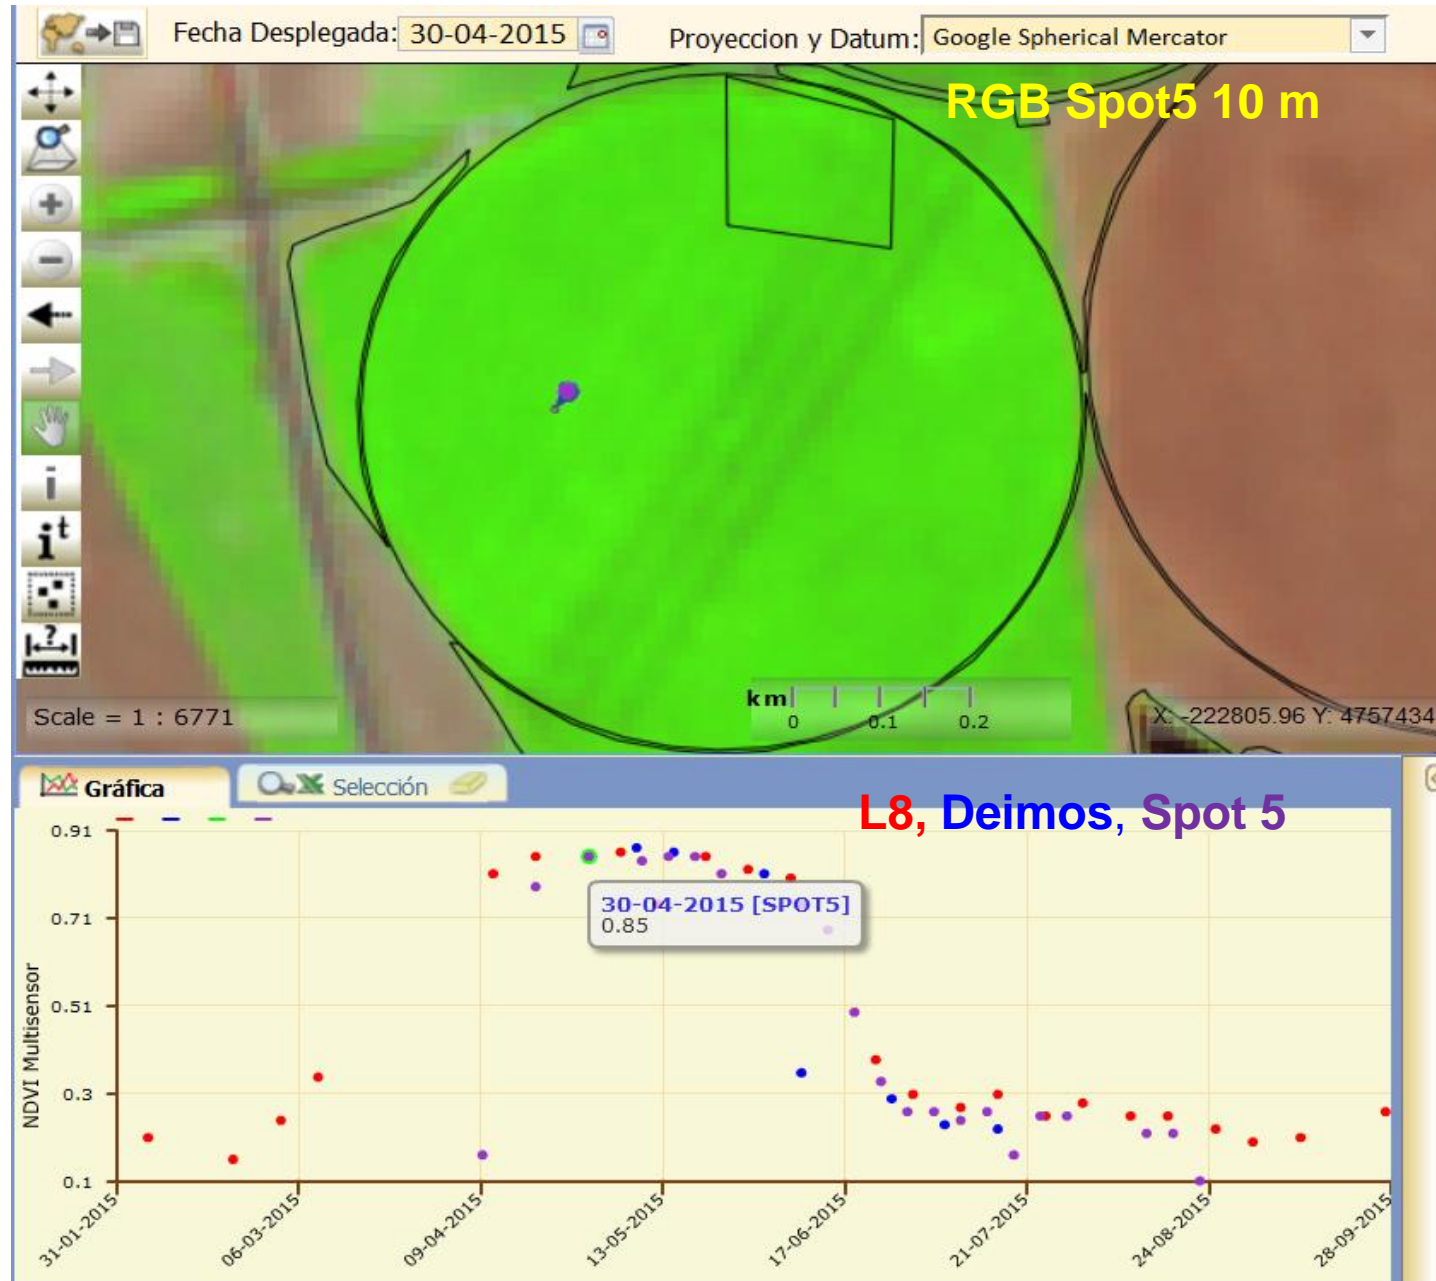 Fecha Desplegada: 30-04-2015 Proyeccion y Datum: Google Spherical Mercator
RGB Spot5 10 m
i
iᵗ
?
Scale = 1 : 6771
km
0 0.1 0.2
X: -222805.96 Y: 4757434
Gráfica Selección
L8, Deimos, Spot 5
NDVI Multisensor
0.91
0.71
0.51
0.3
0.1
30-04-2015 [SPOT5]
0.85
31-01-2015 06-03-2015 09-04-2015 13-05-2015 17-06-2015 21-07-2015 24-08-2015 28-09-2015